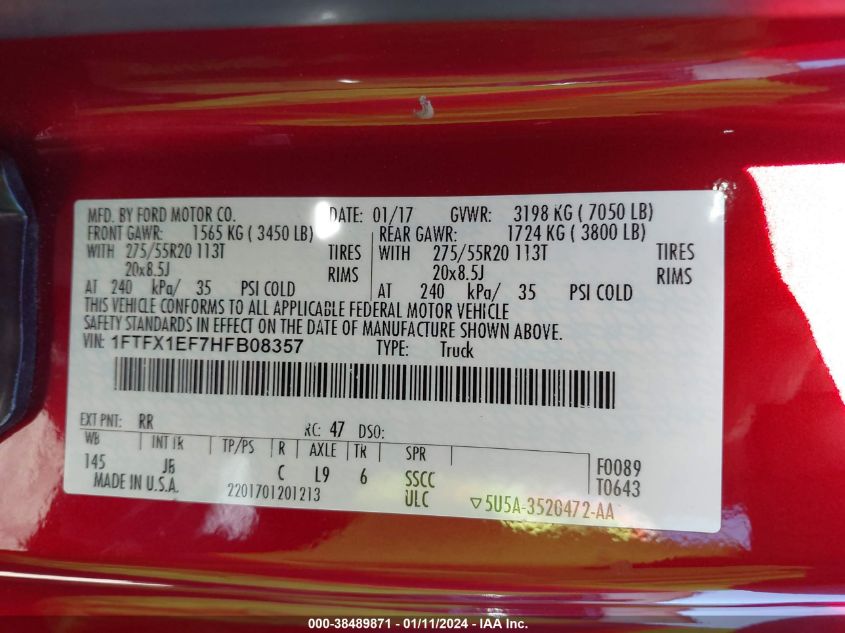 MFD. BY FORD MOTOR CO. DATE: 01/17 GVWR: 3198 KG ( 7050 LB)
FRONT GAWR: 1565 KG ( 3450 LB) REAR GAWR: 1724 KG ( 3800 LB)
WITH 275/55R20 113T TIRES WITH 275/55R20 113T TIRES
20x8.5J RIMS 20x8.5J RIMS
AT 240 kPa/ 35 PSI COLD AT 240 kPa/ 35 PSI COLD
THIS VEHICLE CONFORMS TO ALL APPLICABLE FEDERAL MOTOR VEHICLE
SAFETY STANDARDS IN EFFECT ON THE DATE OF MANUFACTURE SHOWN ABOVE.
VIN: 1FTFX1EF7HFB08357 TYPE: Truck
EXT PNT: RR RC: 47 DSO:
WB INT TR TP/PS R AXLE TR SPR
145 C L9 6 SSCC F0089
MADE IN U.S.A. 2201701201213 ULC T0643
▽5U5A-3520472-AA
000-38489871 - 01/11/2024 - IAA Inc.